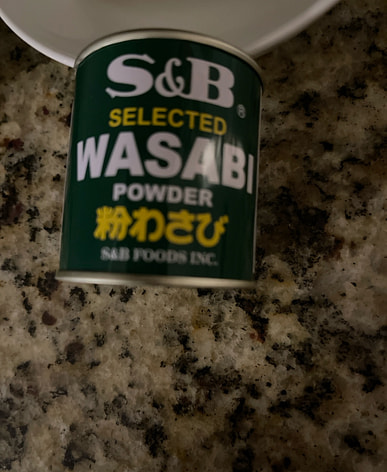 S&B®
SELECTED
WASABI
POWDER
粉わさび
S&B FOODS INC.